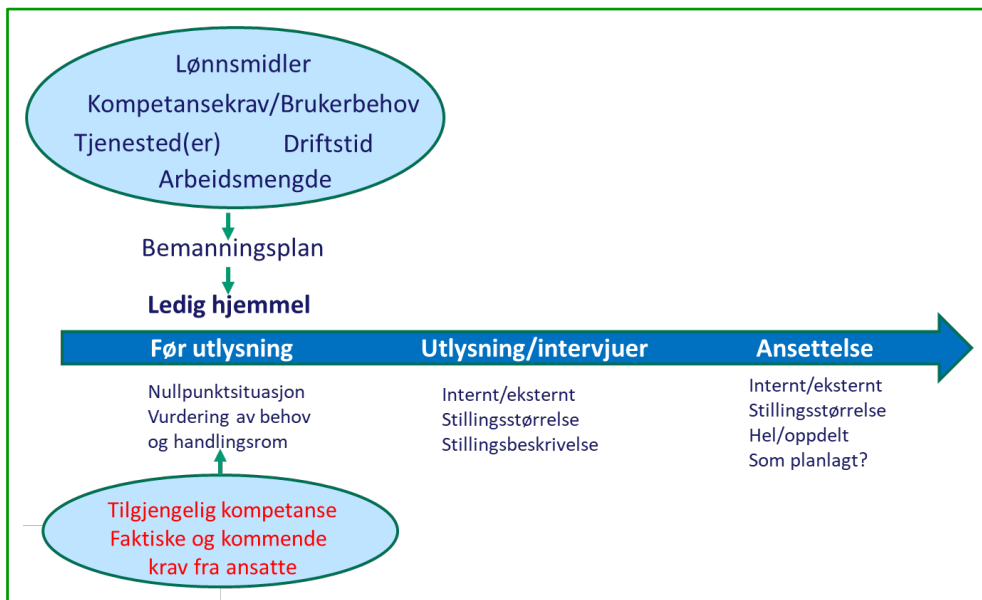 Lønnsmidler
Kompetansekrav/Brukerbehov
Tjenested(er) Driftstid
Arbeidsmengde
Bemanningsplan
Ledig hjemmel
Før utlysning Utlysning/intervjuer Ansettelse
Nullpunktsituasjon
Vurdering av behov
og handlingsrom
Internt/eksternt
Stillingsstørrelse
Stillingsbeskrivelse
Internt/eksternt
Stillingsstørrelse
Hel/oppdelt
Som planlagt?
Tilgjengelig kompetanse
Faktiske og kommende
krav fra ansatte